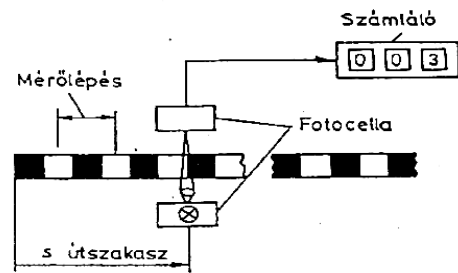 Számláló
0 0 3
Mérőlépés
Fotocella
s útszakasz